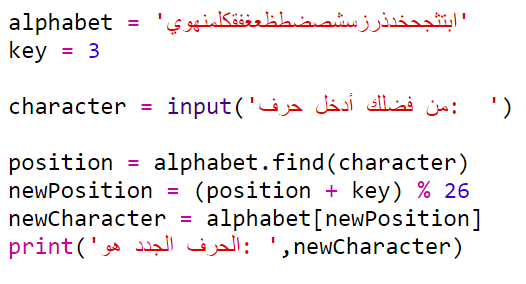 alphabet = 'ابتثجحخدذرزسشصضطظعغفقكلمنهوي'
key = 3
character = input('من فضلك أدخل حرف:  ')
position = alphabet.find(character)
newPosition = (position + key) % 26
newCharacter = alphabet[newPosition]
print('الحرف الجدد هو: ',newCharacter)